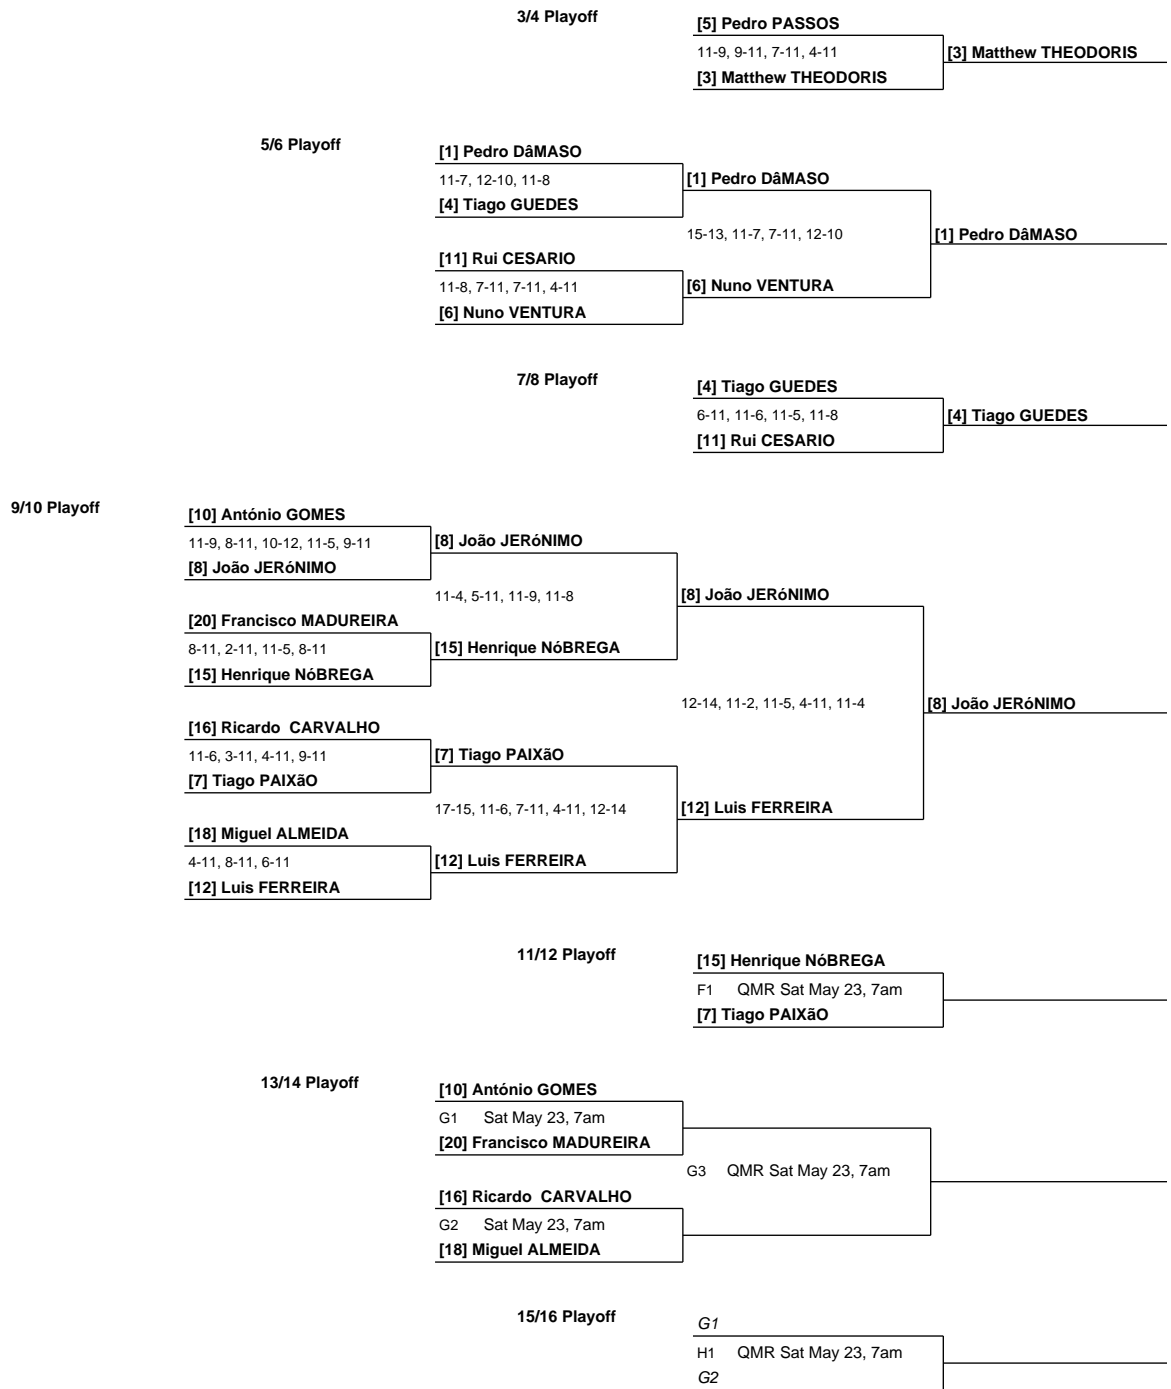 3/4 Playoff
[5] Pedro PASSOS
11-9, 9-11, 7-11, 4-11
[3] Matthew THEODORIS
[3] Matthew THEODORIS
5/6 Playoff
[1] Pedro DâMASO
11-7, 12-10, 11-8
[4] Tiago GUEDES
[1] Pedro DâMASO
15-13, 11-7, 7-11, 12-10
[1] Pedro DâMASO
[11] Rui CESARIO
11-8, 7-11, 7-11, 4-11
[6] Nuno VENTURA
[6] Nuno VENTURA
7/8 Playoff
[4] Tiago GUEDES
6-11, 11-6, 11-5, 11-8
[11] Rui CESARIO
[4] Tiago GUEDES
9/10 Playoff
[10] António GOMES
11-9, 8-11, 10-12, 11-5, 9-11
[8] João JERóNIMO
[8] João JERóNIMO
11-4, 5-11, 11-9, 11-8
[8] João JERóNIMO
[20] Francisco MADUREIRA
8-11, 2-11, 11-5, 8-11
[15] Henrique NóBREGA
[15] Henrique NóBREGA
12-14, 11-2, 11-5, 4-11, 11-4
[8] João JERóNIMO
[16] Ricardo  CARVALHO
11-6, 3-11, 4-11, 9-11
[7] Tiago PAIXãO
[7] Tiago PAIXãO
17-15, 11-6, 7-11, 4-11, 12-14
[12] Luis FERREIRA
[18] Miguel ALMEIDA
4-11, 8-11, 6-11
[12] Luis FERREIRA
[12] Luis FERREIRA
11/12 Playoff
[15] Henrique NóBREGA
F1 QMR Sat May 23, 7am
[7] Tiago PAIXãO
13/14 Playoff
[10] António GOMES
G1 Sat May 23, 7am
[20] Francisco MADUREIRA
G3 QMR Sat May 23, 7am
[16] Ricardo  CARVALHO
G2 Sat May 23, 7am
[18] Miguel ALMEIDA
15/16 Playoff
G1
H1 QMR Sat May 23, 7am
G2